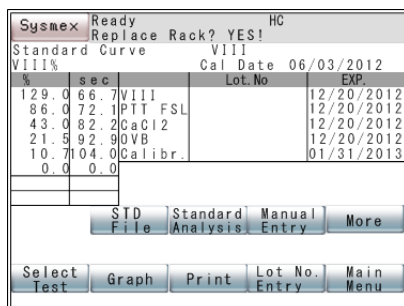 Sysmex Ready HC
Replace Rack? YES!
Standard Curve VIII
VIII% Cal Date 06/03/2012
% sec Lot.No EXP.
129.0 66.7 VIII 12/20/2012
86.0 72.1 PTT FSL 12/20/2012
43.0 82.2 CaCl2 12/20/2012
21.5 92.9 OVB 12/20/2012
10.7 104.0 Calibr. 01/31/2013
0.0 0.0
STD File Standard Analysis Manual Entry More
Select Test Graph Print Lot No. Entry Main Menu